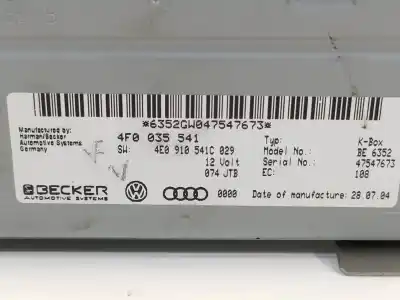 *6352GW047547673*
Manufactured by:
Harman/Becker
Automotive Systems
Germany
4F0 035 541
SW: 4E0 910 541C 029
12 Volt
074 JTB
Typ: K-Box
Model No.: BE 6352
Serial No.: 47547673
EC: 108
BECKER
AUTOMOTIVE SYSTEMS
0000
Date of manufacture: 28.07.04